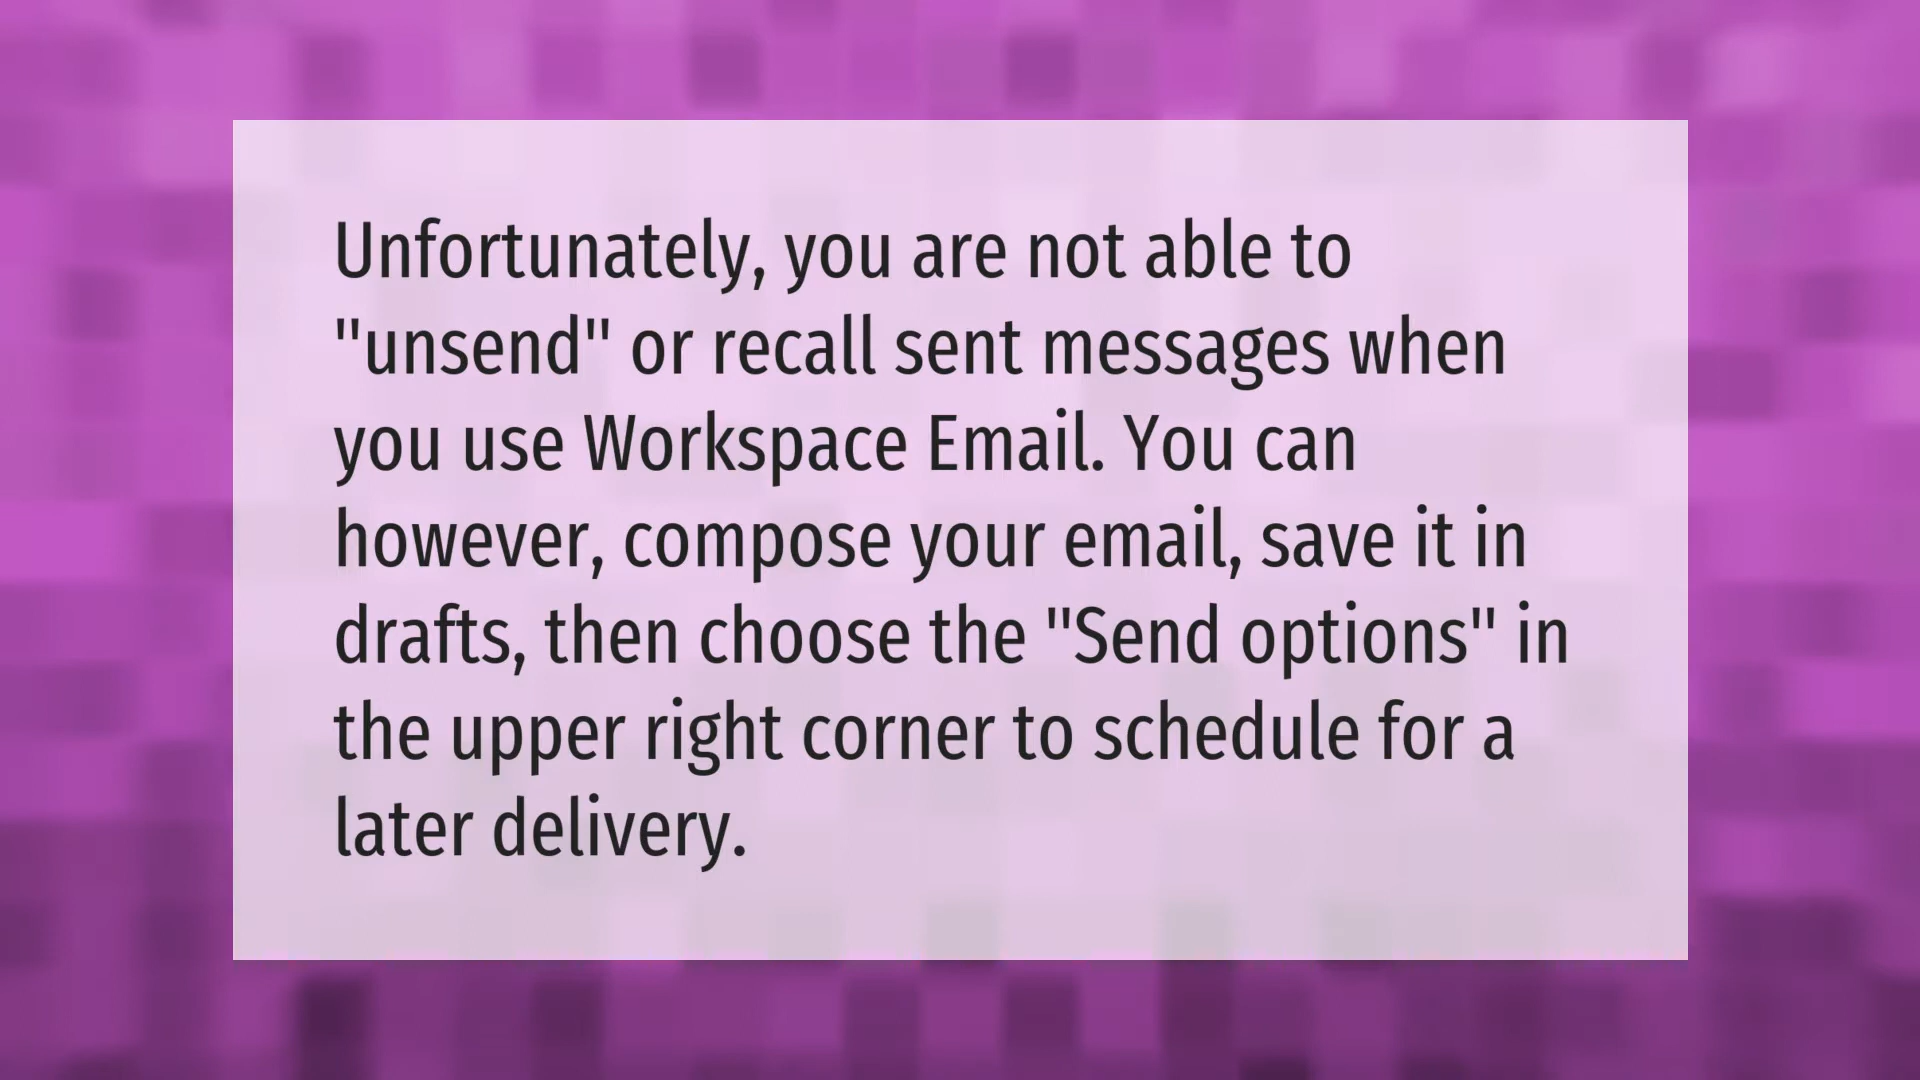 Unfortunately, you are not able to
"unsend" or recall sent messages when
you use Workspace Email. You can
however, compose your email, save it in
drafts, then choose the "Send options" in
the upper right corner to schedule for a
later delivery.